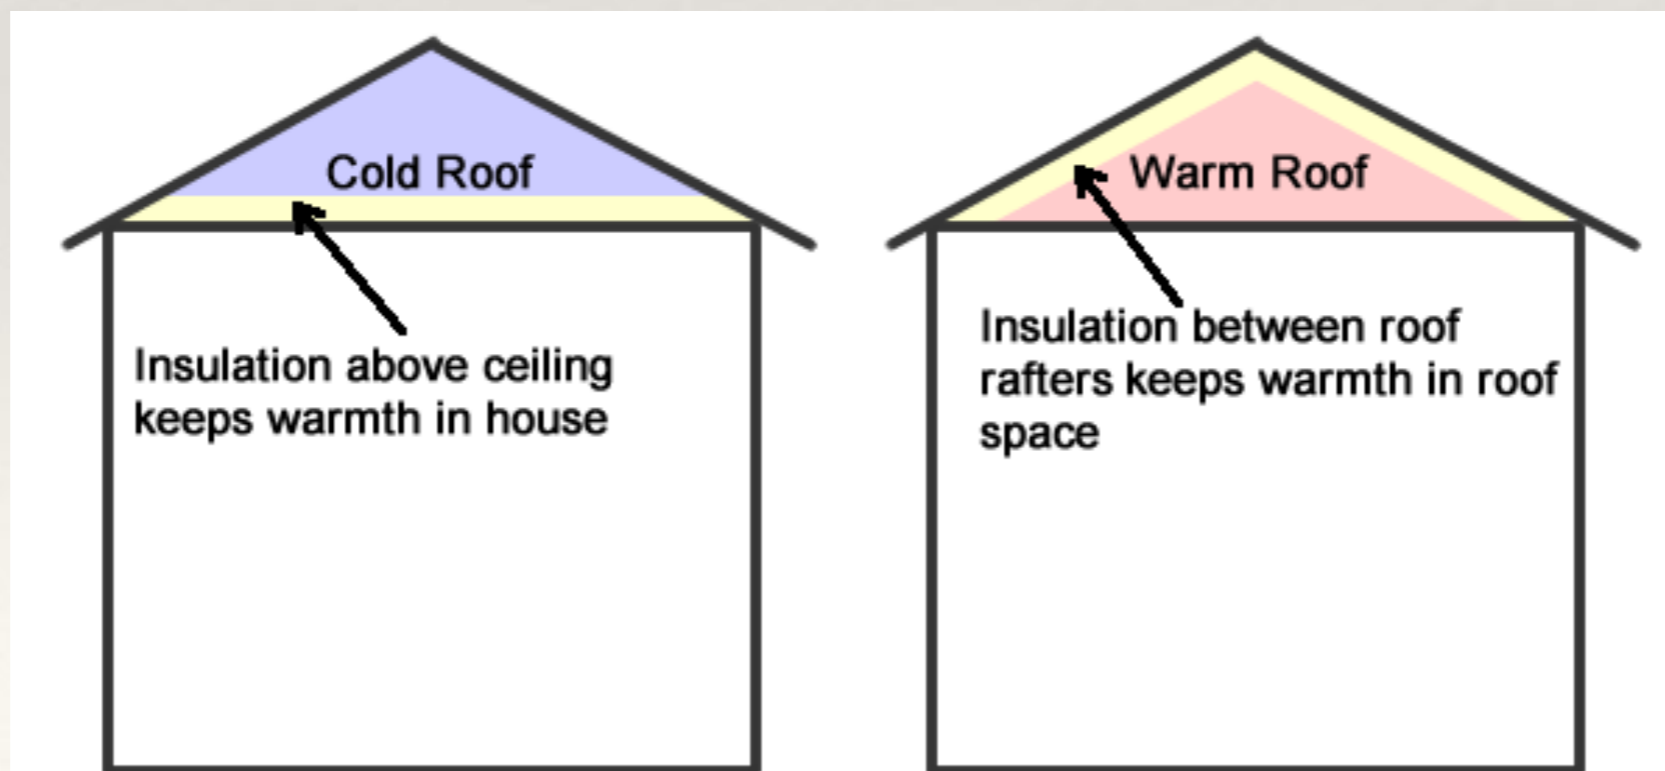 Cold Roof
Insulation above ceiling
keeps warmth in house
Warm Roof
Insulation between roof
rafters keeps warmth in roof
space